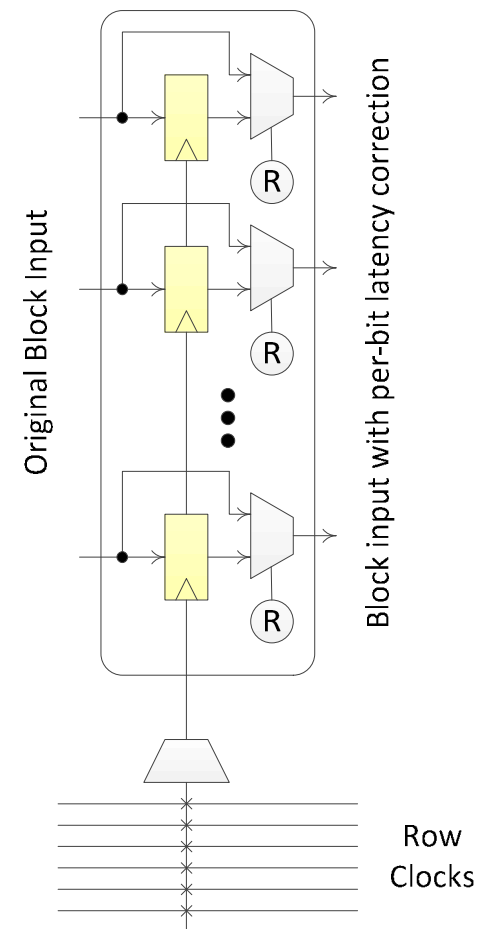 Original Block Input
R
R
R
Block input with per-bit latency correction
Row
Clocks